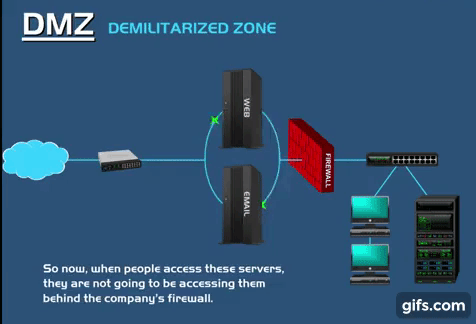 DMZ DEMILITARIZED ZONE
WEB
FIREWALL
EMAIL
So now, when people access these servers,
they are not going to be accessing them
behind the company's firewall.
gifs.com